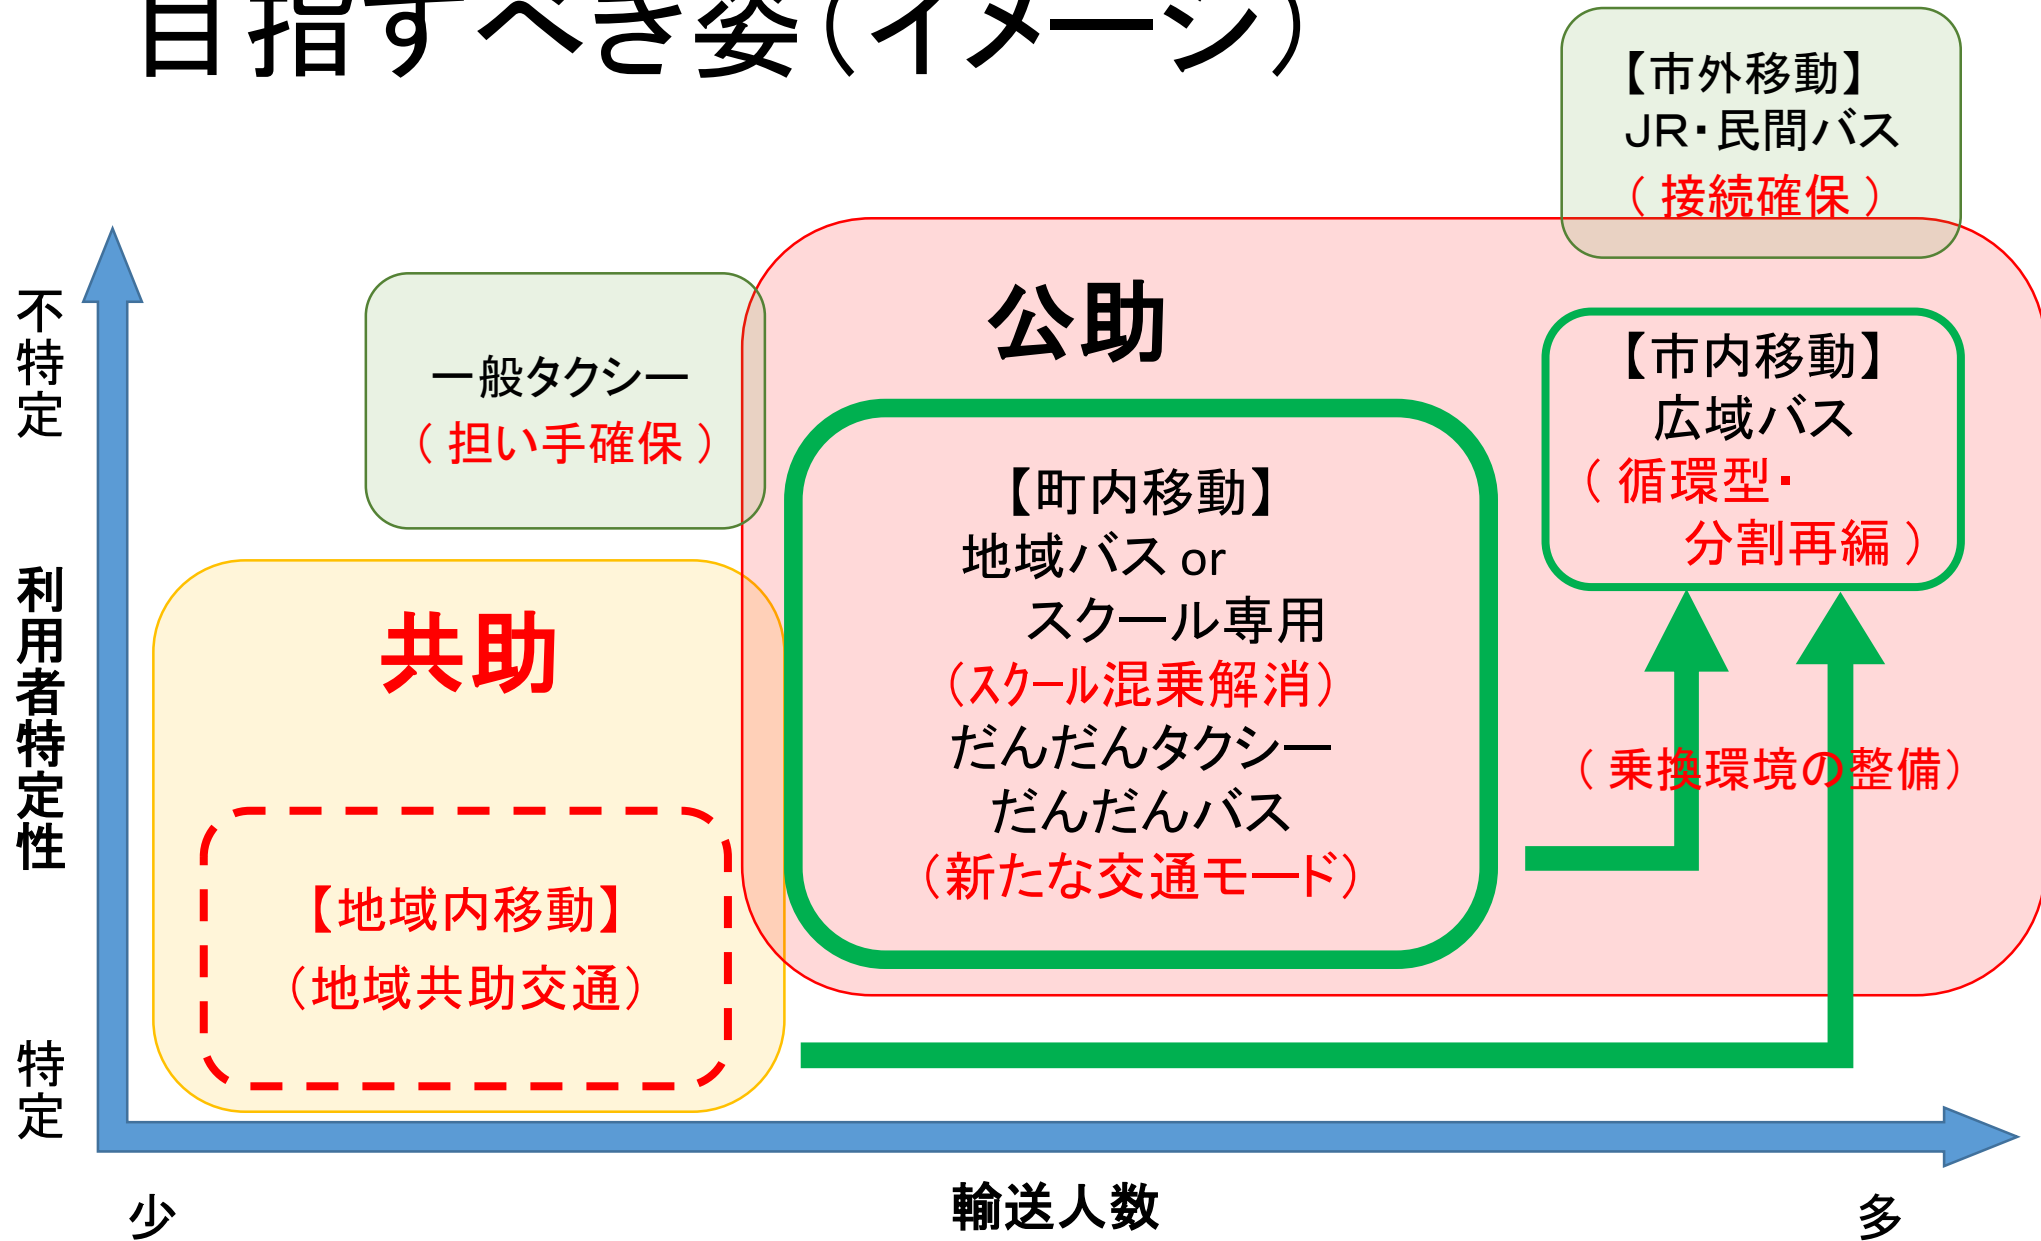 目指すべき姿（イメージ）
【市外移動】
JR・民間バス
（ 接続確保 ）
不特定
利用者特定性
特定
一般タクシー
（ 担い手確保 ）
公助
【市内移動】
広域バス
（ 循環型・
分割再編 ）
【町内移動】
地域バス or
スクール専用
（ｽｸｰﾙ混乗解消）
だんだんタクシー
だんだんバス
（新たな交通モード）
（ 乗換環境の整備）
共助
【地域内移動】
（地域共助交通）
少
輸送人数
多